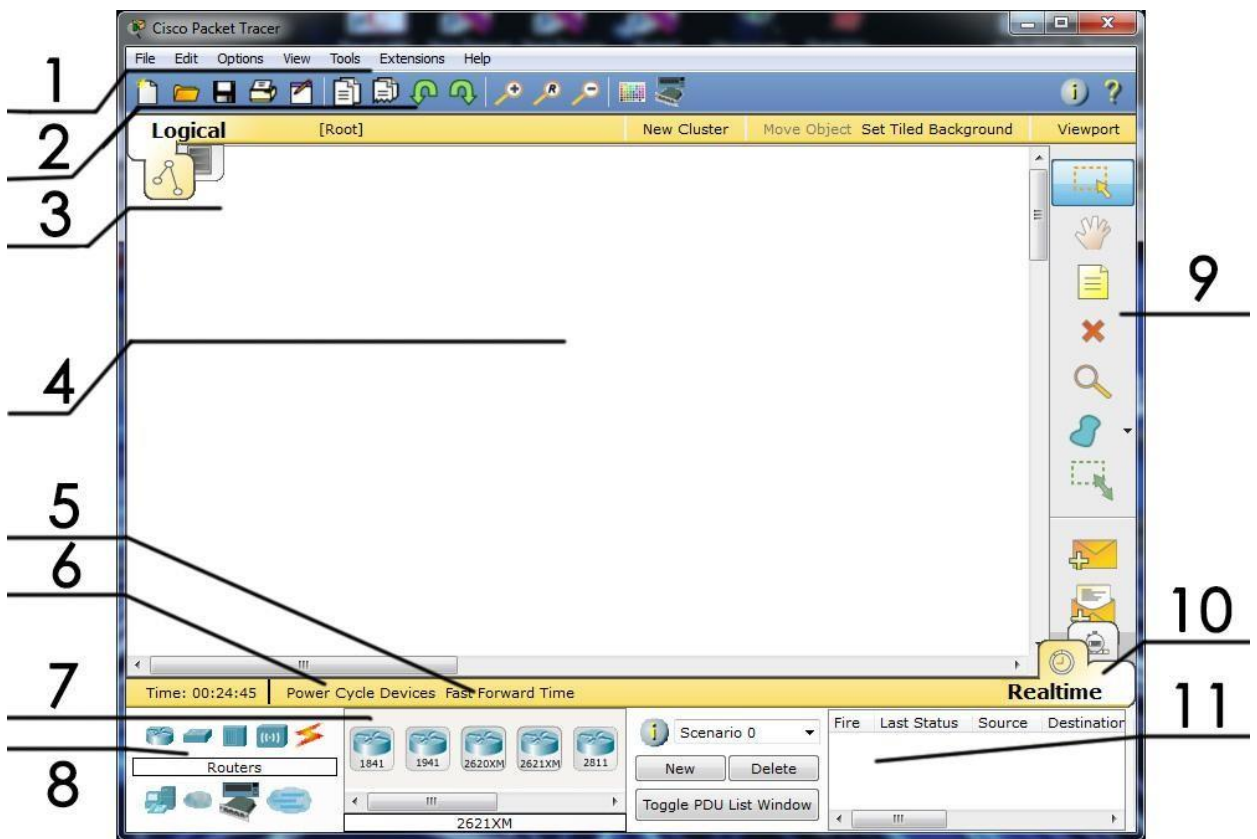 Cisco Packet Tracer
File Edit Options View Tools Extensions Help
1
2
Logical [Root] New Cluster Move Object Set Tiled Background Viewport
3
9
4
5
6
10
Time: 00:24:45 Power Cycle Devices Fast Forward Time Realtime
7
11
Fire Last Status Source Destination
Scenario 0
1841 1941 2620XM 2621XM 2811
Routers
New Delete
8
Toggle PDU List Window
2621XM